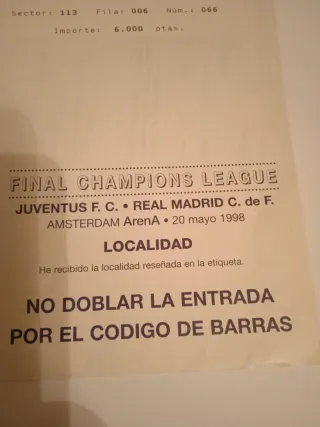 Sector: 113 Fila: 006 Núm.: 066
Importe: 6.000 ptas.
FINAL CHAMPIONS LEAGUE
JUVENTUS F. C. • REAL MADRID C. de F.
AMSTERDAM ArenA • 20 mayo 1998
LOCALIDAD
He recibido la localidad reseñada en la etiqueta.
NO DOBLAR LA ENTRADA
POR EL CODIGO DE BARRAS